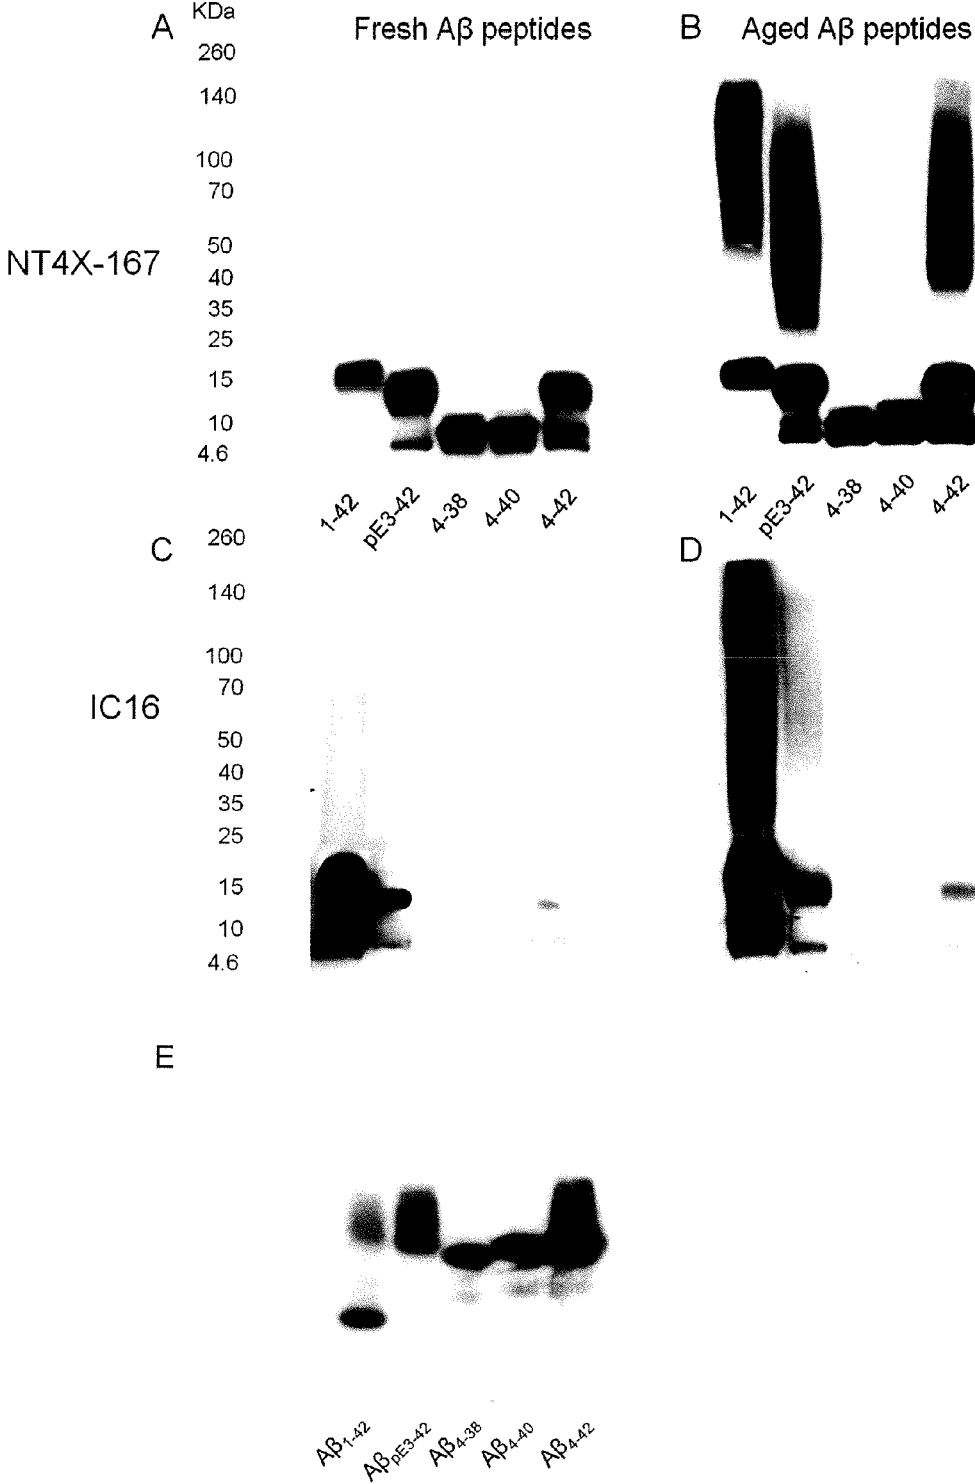 KDa
A Fresh Aβ peptides B Aged Aβ peptides
260
140
100
70
50
NT4X-167
40
35
25
15
10
4.6
1-42 pE3-42 4-38 4-40 4-42
1-42 pE3-42 4-38 4-40 4-42
C D
260
140
100
70
IC16
50
40
35
25
15
10
4.6
E
Aβ1-42 AβpE3-42 Aβ4-38 Aβ4-40 Aβ4-42